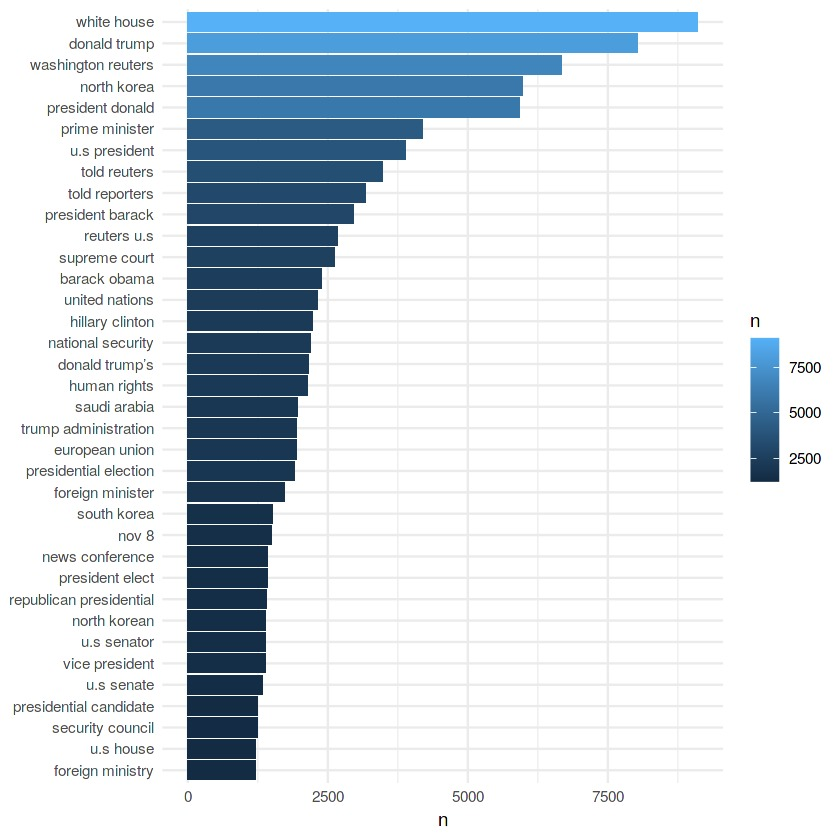 white house
donald trump
washington reuters
north korea
president donald
prime minister
u.s president
told reuters
told reporters
president barack
reuters u.s
supreme court
barack obama
united nations
hillary clinton
national security
donald trump’s
human rights
saudi arabia
trump administration
european union
presidential election
foreign minister
south korea
nov 8
news conference
president elect
republican presidential
north korean
u.s senator
vice president
u.s senate
presidential candidate
security council
u.s house
foreign ministry
0 2500 5000 7500
n
n
7500
5000
2500